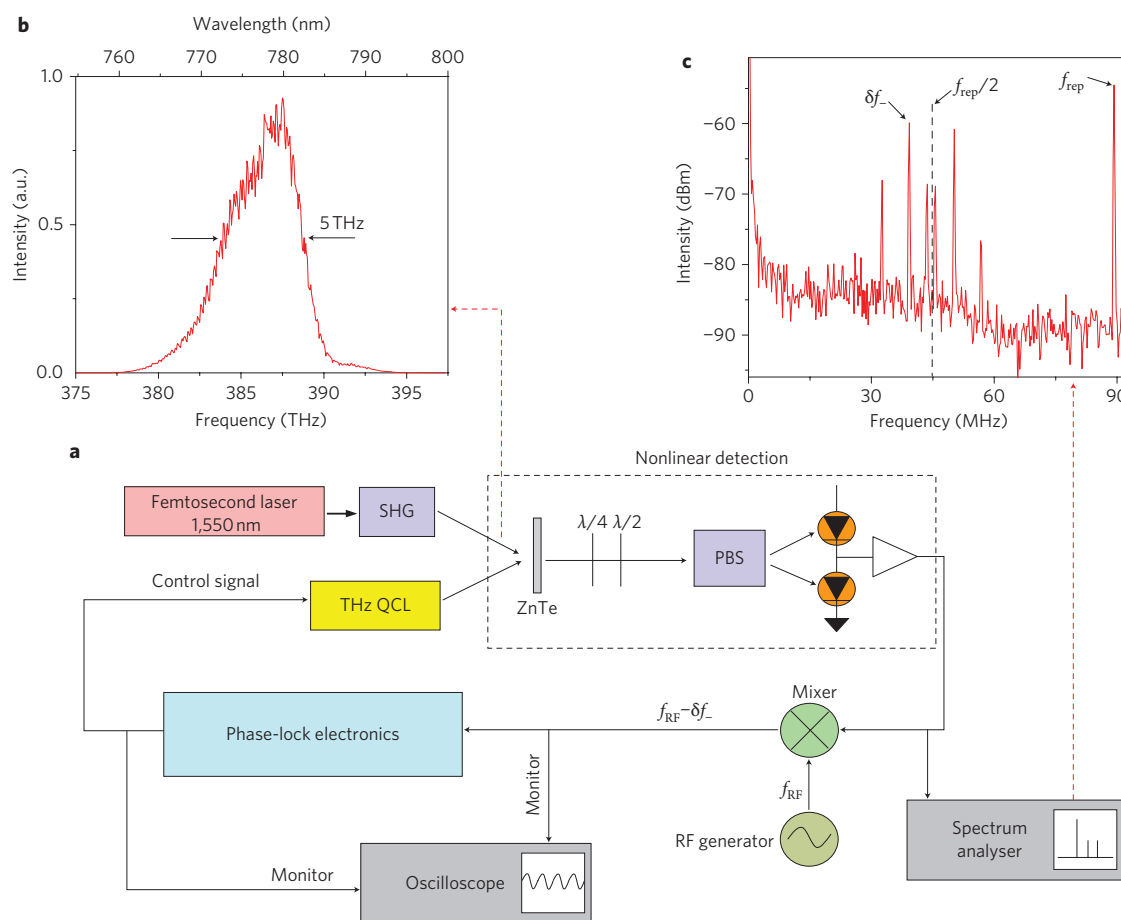 b
Wavelength (nm)
760 770 780 790 800
1.0
0.5
0.0
Intensity (a.u.)
5 THz
375 380 385 390 395
Frequency (THz)
c
δf₋
f_rep/2
f_rep
−60
−70
−80
−90
Intensity (dBm)
0 30 60 90
Frequency (MHz)
a
Nonlinear detection
Femtosecond laser
1,550 nm
SHG
λ/4 λ/2
PBS
ZnTe
Control signal
THz QCL
Mixer
Phase-lock electronics
f_RF−δf₋
Monitor
f_RF
RF generator
Spectrum
analyser
Monitor
Oscilloscope